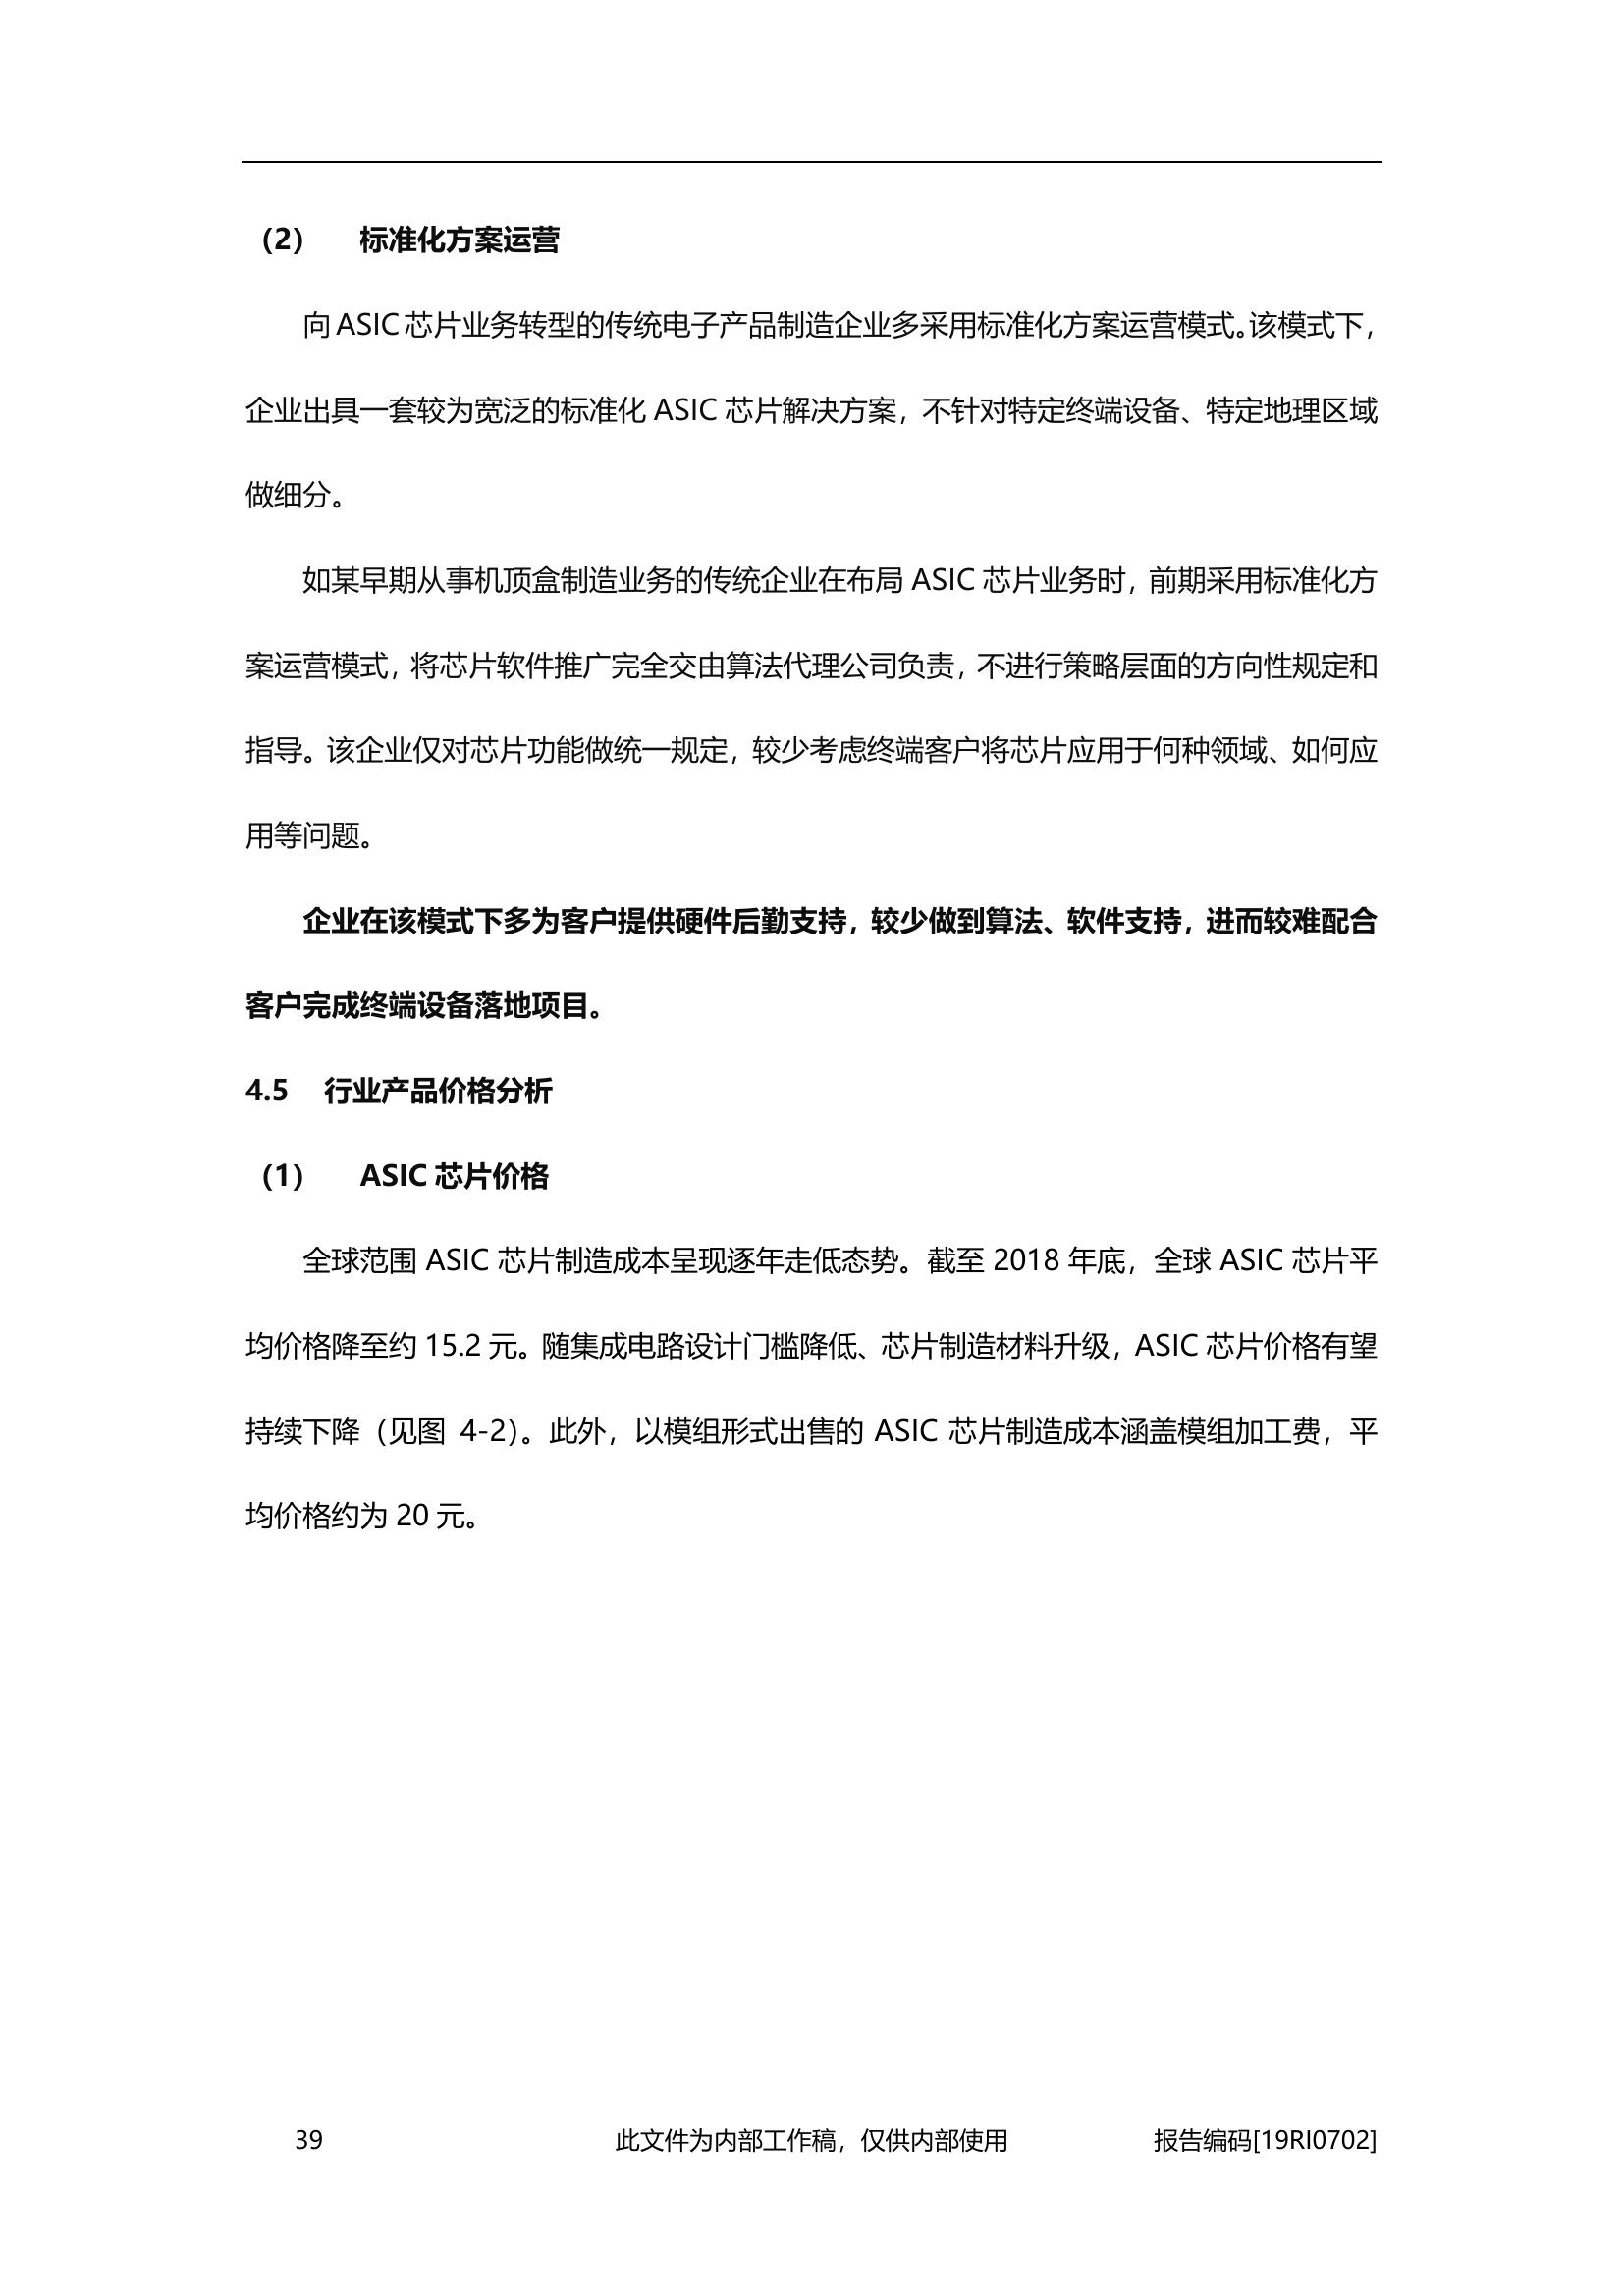 （2） 标准化方案运营
向 ASIC 芯片业务转型的传统电子产品制造企业多采用标准化方案运营模式。该模式下，
企业出具一套较为宽泛的标准化 ASIC 芯片解决方案，不针对特定终端设备、特定地理区域
做细分。
如某早期从事机顶盒制造业务的传统企业在布局 ASIC 芯片业务时，前期采用标准化方
案运营模式，将芯片软件推广完全交由算法代理公司负责，不进行策略层面的方向性规定和
指导。该企业仅对芯片功能做统一规定，较少考虑终端客户将芯片应用于何种领域、如何应
用等问题。
企业在该模式下多为客户提供硬件后勤支持，较少做到算法、软件支持，进而较难配合
客户完成终端设备落地项目。
4.5 行业产品价格分析
（1） ASIC 芯片价格
全球范围 ASIC 芯片制造成本呈现逐年走低态势。截至 2018 年底，全球 ASIC 芯片平
均价格降至约 15.2 元。随集成电路设计门槛降低、芯片制造材料升级，ASIC 芯片价格有望
持续下降（见图 4-2）。此外，以模组形式出售的 ASIC 芯片制造成本涵盖模组加工费，平
均价格约为 20 元。
39 此文件为内部工作稿，仅供内部使用 报告编码[19RI0702]